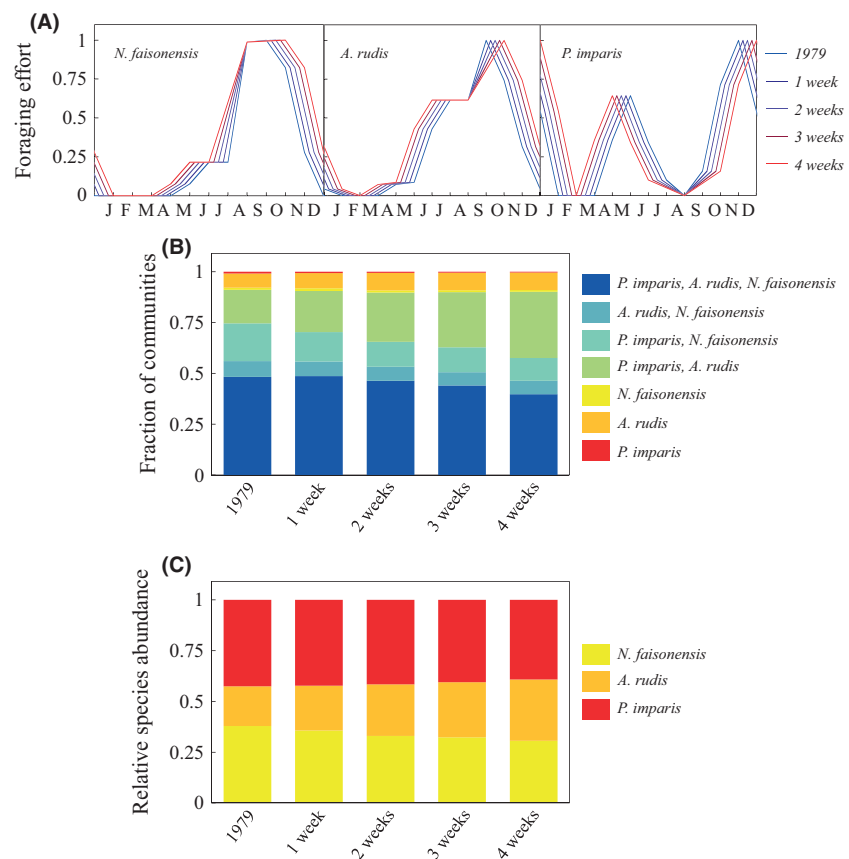 (A)
Foraging effort
1
0.75
0.5
0.25
0
N. faisonensis
A. rudis
P. imparis
J F M A M J J A S O N D
J F M A M J J A S O N D
J F M A M J J A S O N D
1979
1 week
2 weeks
3 weeks
4 weeks
(B)
Fraction of communities
1
0.75
0.5
0.25
0
1979
1 week
2 weeks
3 weeks
4 weeks
P. imparis, A. rudis, N. faisonensis
A. rudis, N. faisonensis
P. imparis, N. faisonensis
P. imparis, A. rudis
N. faisonensis
A. rudis
P. imparis
(C)
Relative species abundance
1
0.75
0.5
0.25
0
1979
1 week
2 weeks
3 weeks
4 weeks
N. faisonensis
A. rudis
P. imparis